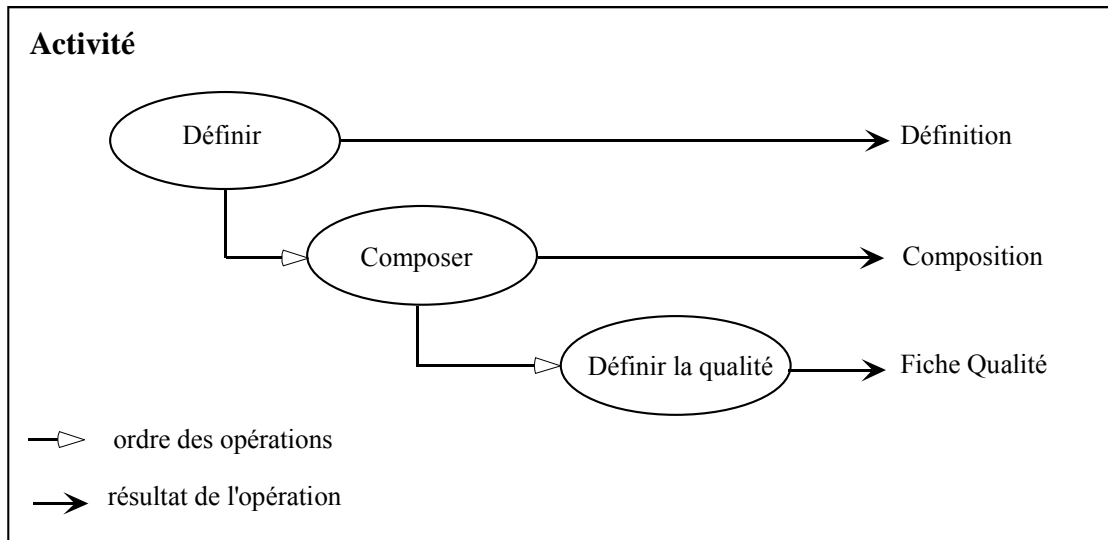 Activité
Définir
Définition
Composer
Composition
Définir la qualité
Fiche Qualité
ordre des opérations
résultat de l'opération